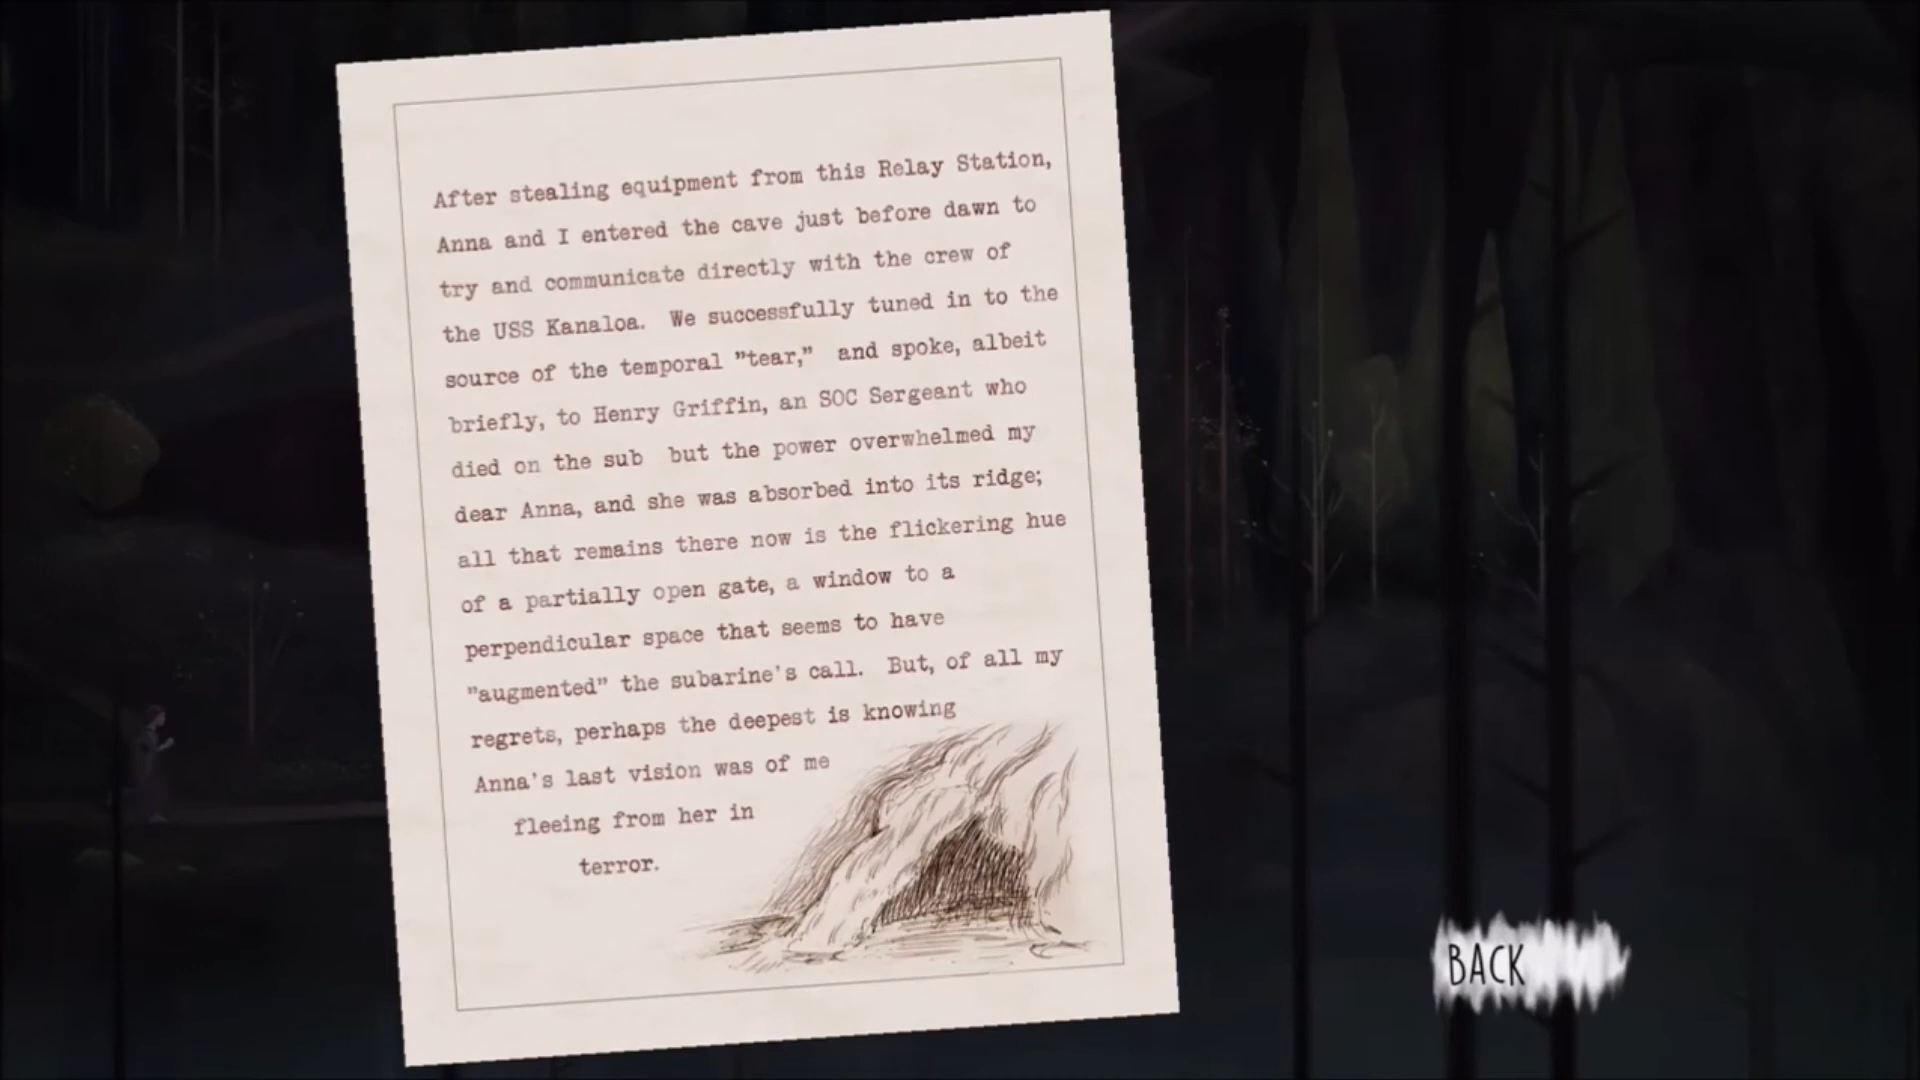 After stealing equipment from this Relay Station,
Anna and I entered the cave just before dawn to
try and communicate directly with the crew of
the USS Kanaloa.  We successfully tuned in to the
source of the temporal "tear,"  and spoke, albeit
briefly, to Henry Griffin, an SOC Sergeant who
died on the sub  but the power overwhelmed my
dear Anna, and she was absorbed into its ridge;
all that remains there now is the flickering hue
of a partially open gate, a window to a
perpendicular space that seems to have
"augmented" the subarine's call.  But, of all my
regrets, perhaps the deepest is knowing
Anna's last vision was of me
fleeing from her in
terror.
BACK